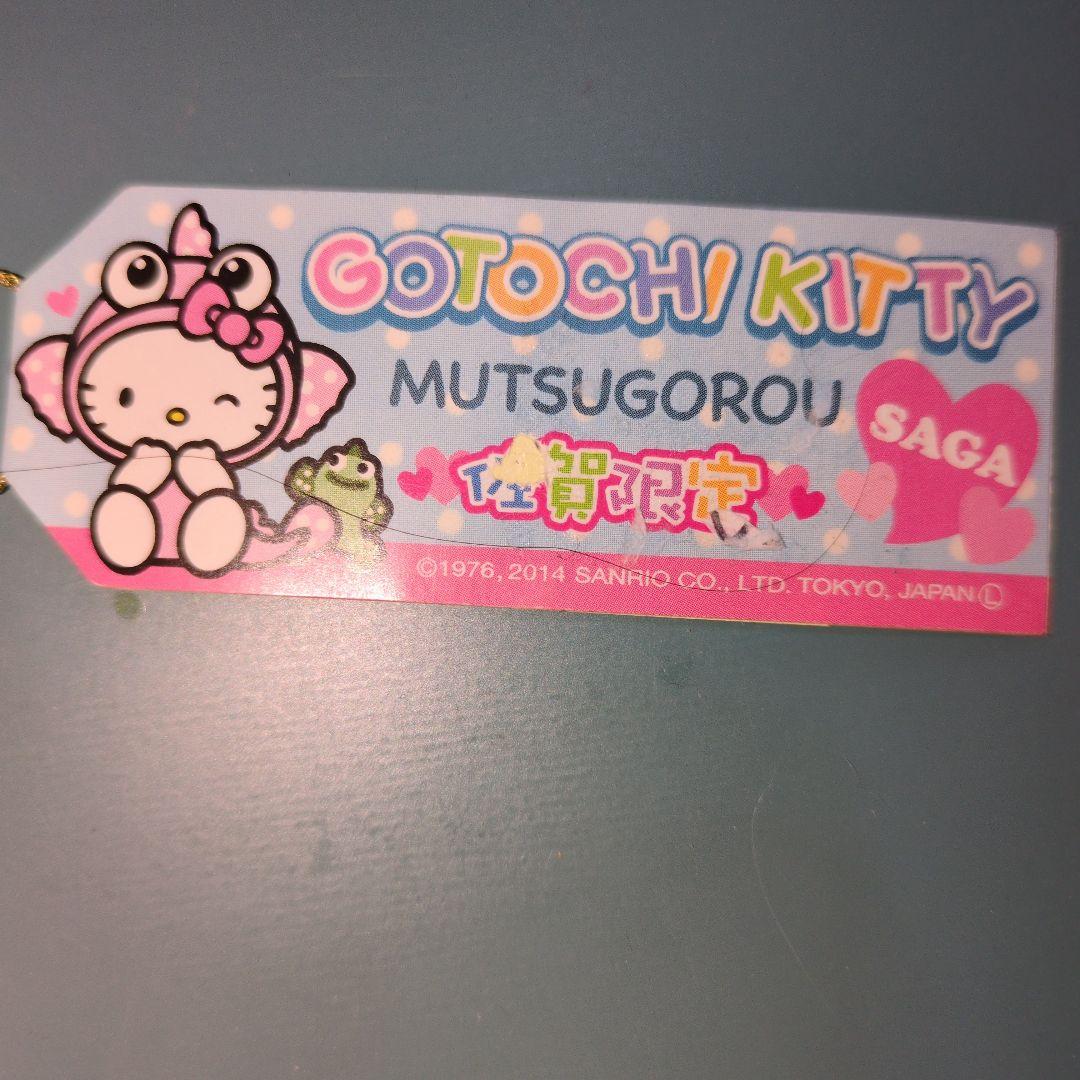 GOTOCHI KITTY
MUTSUGOROU
SAGA
佐賀限定
©1976, 2014 SANRIO CO., LTD. TOKYO, JAPAN Ⓛ